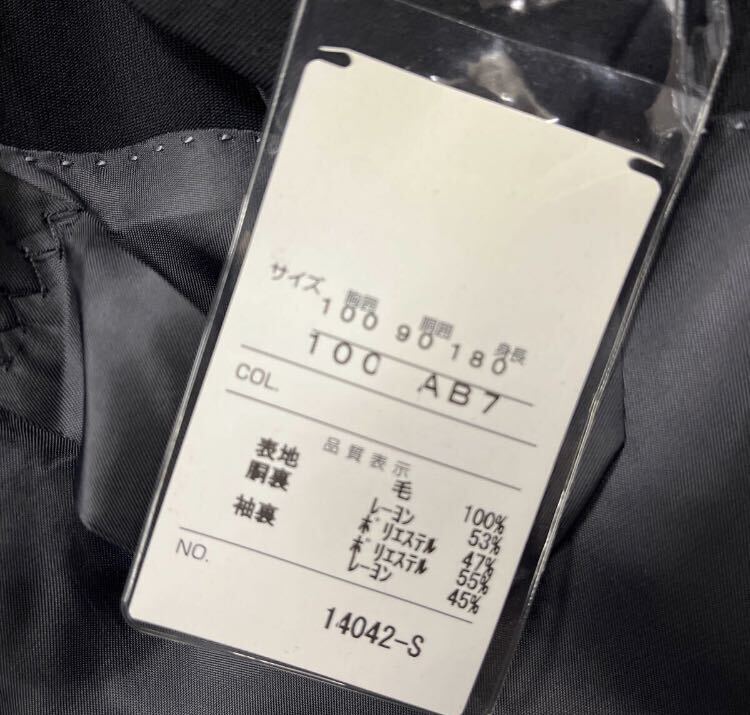 サイズ 胸囲 胴囲 身長
100 90 180
100 AB7
COL.
品質表示
表地 毛 100%
胴裏 レーヨン 53%
ポリエステル 47%
袖裏 ポリエステル 55%
レーヨン 45%
NO.
14042-S